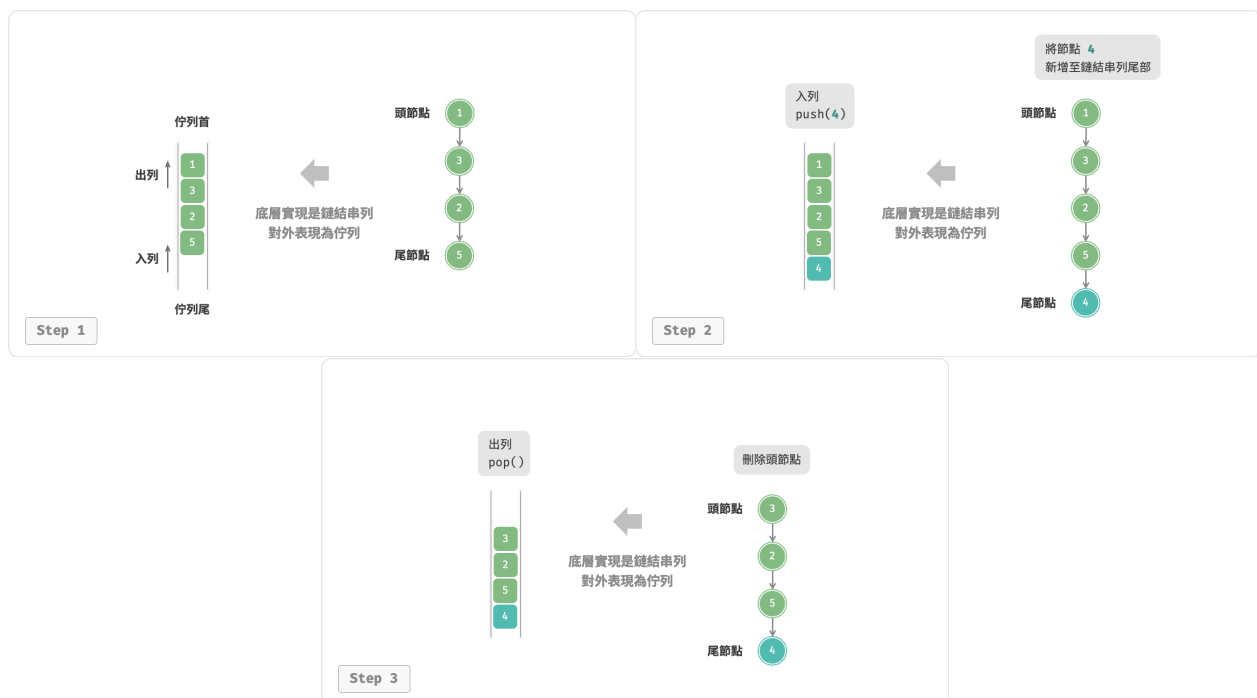 佇列首
1
3
2
5
出列
入列
佇列尾
底層實現是鏈結串列
對外表現為佇列
頭節點
1
3
2
尾節點
5
Step 1
入列
push(4)
1
3
2
5
4
底層實現是鏈結串列
對外表現為佇列
將節點 4
新增至鏈結串列尾部
頭節點
1
3
2
5
尾節點
4
Step 2
出列
pop()
3
2
5
4
底層實現是鏈結串列
對外表現為佇列
刪除頭節點
頭節點
3
2
5
尾節點
4
Step 3